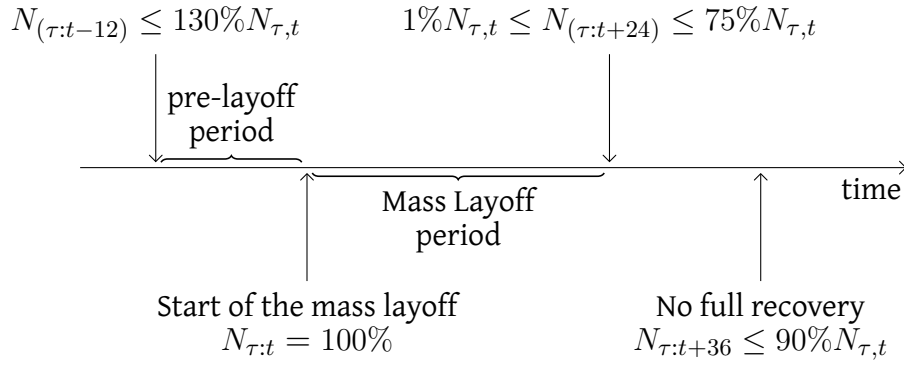 N_{(τ:t−12)} ≤ 130%N_{τ,t}
1%N_{τ,t} ≤ N_{(τ:t+24)} ≤ 75%N_{τ,t}
pre-layoff
period
time
Mass Layoff
period
Start of the mass layoff
N_{τ:t} = 100%
No full recovery
N_{τ:t+36} ≤ 90%N_{τ,t}